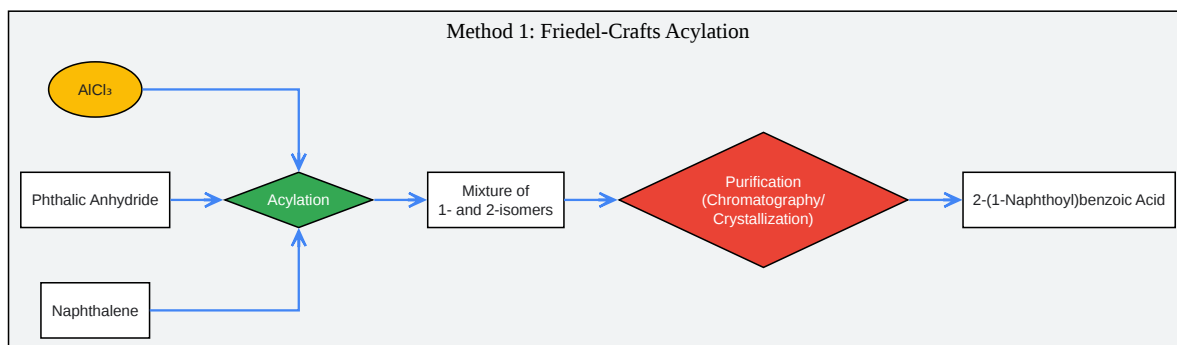 Method 1: Friedel-Crafts Acylation
AlCl₃
Phthalic Anhydride
Acylation
Mixture of
1- and 2-isomers
Purification
(Chromatography/
Crystallization)
2-(1-Naphthoyl)benzoic Acid
Naphthalene